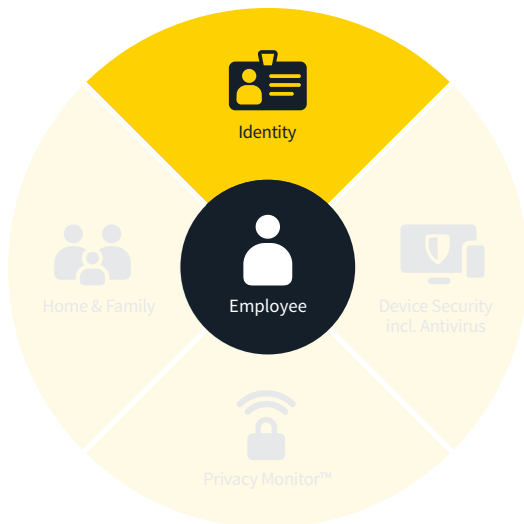 Identity
Home & Family
Employee
Device Security
incl. Antivirus
Privacy Monitor™